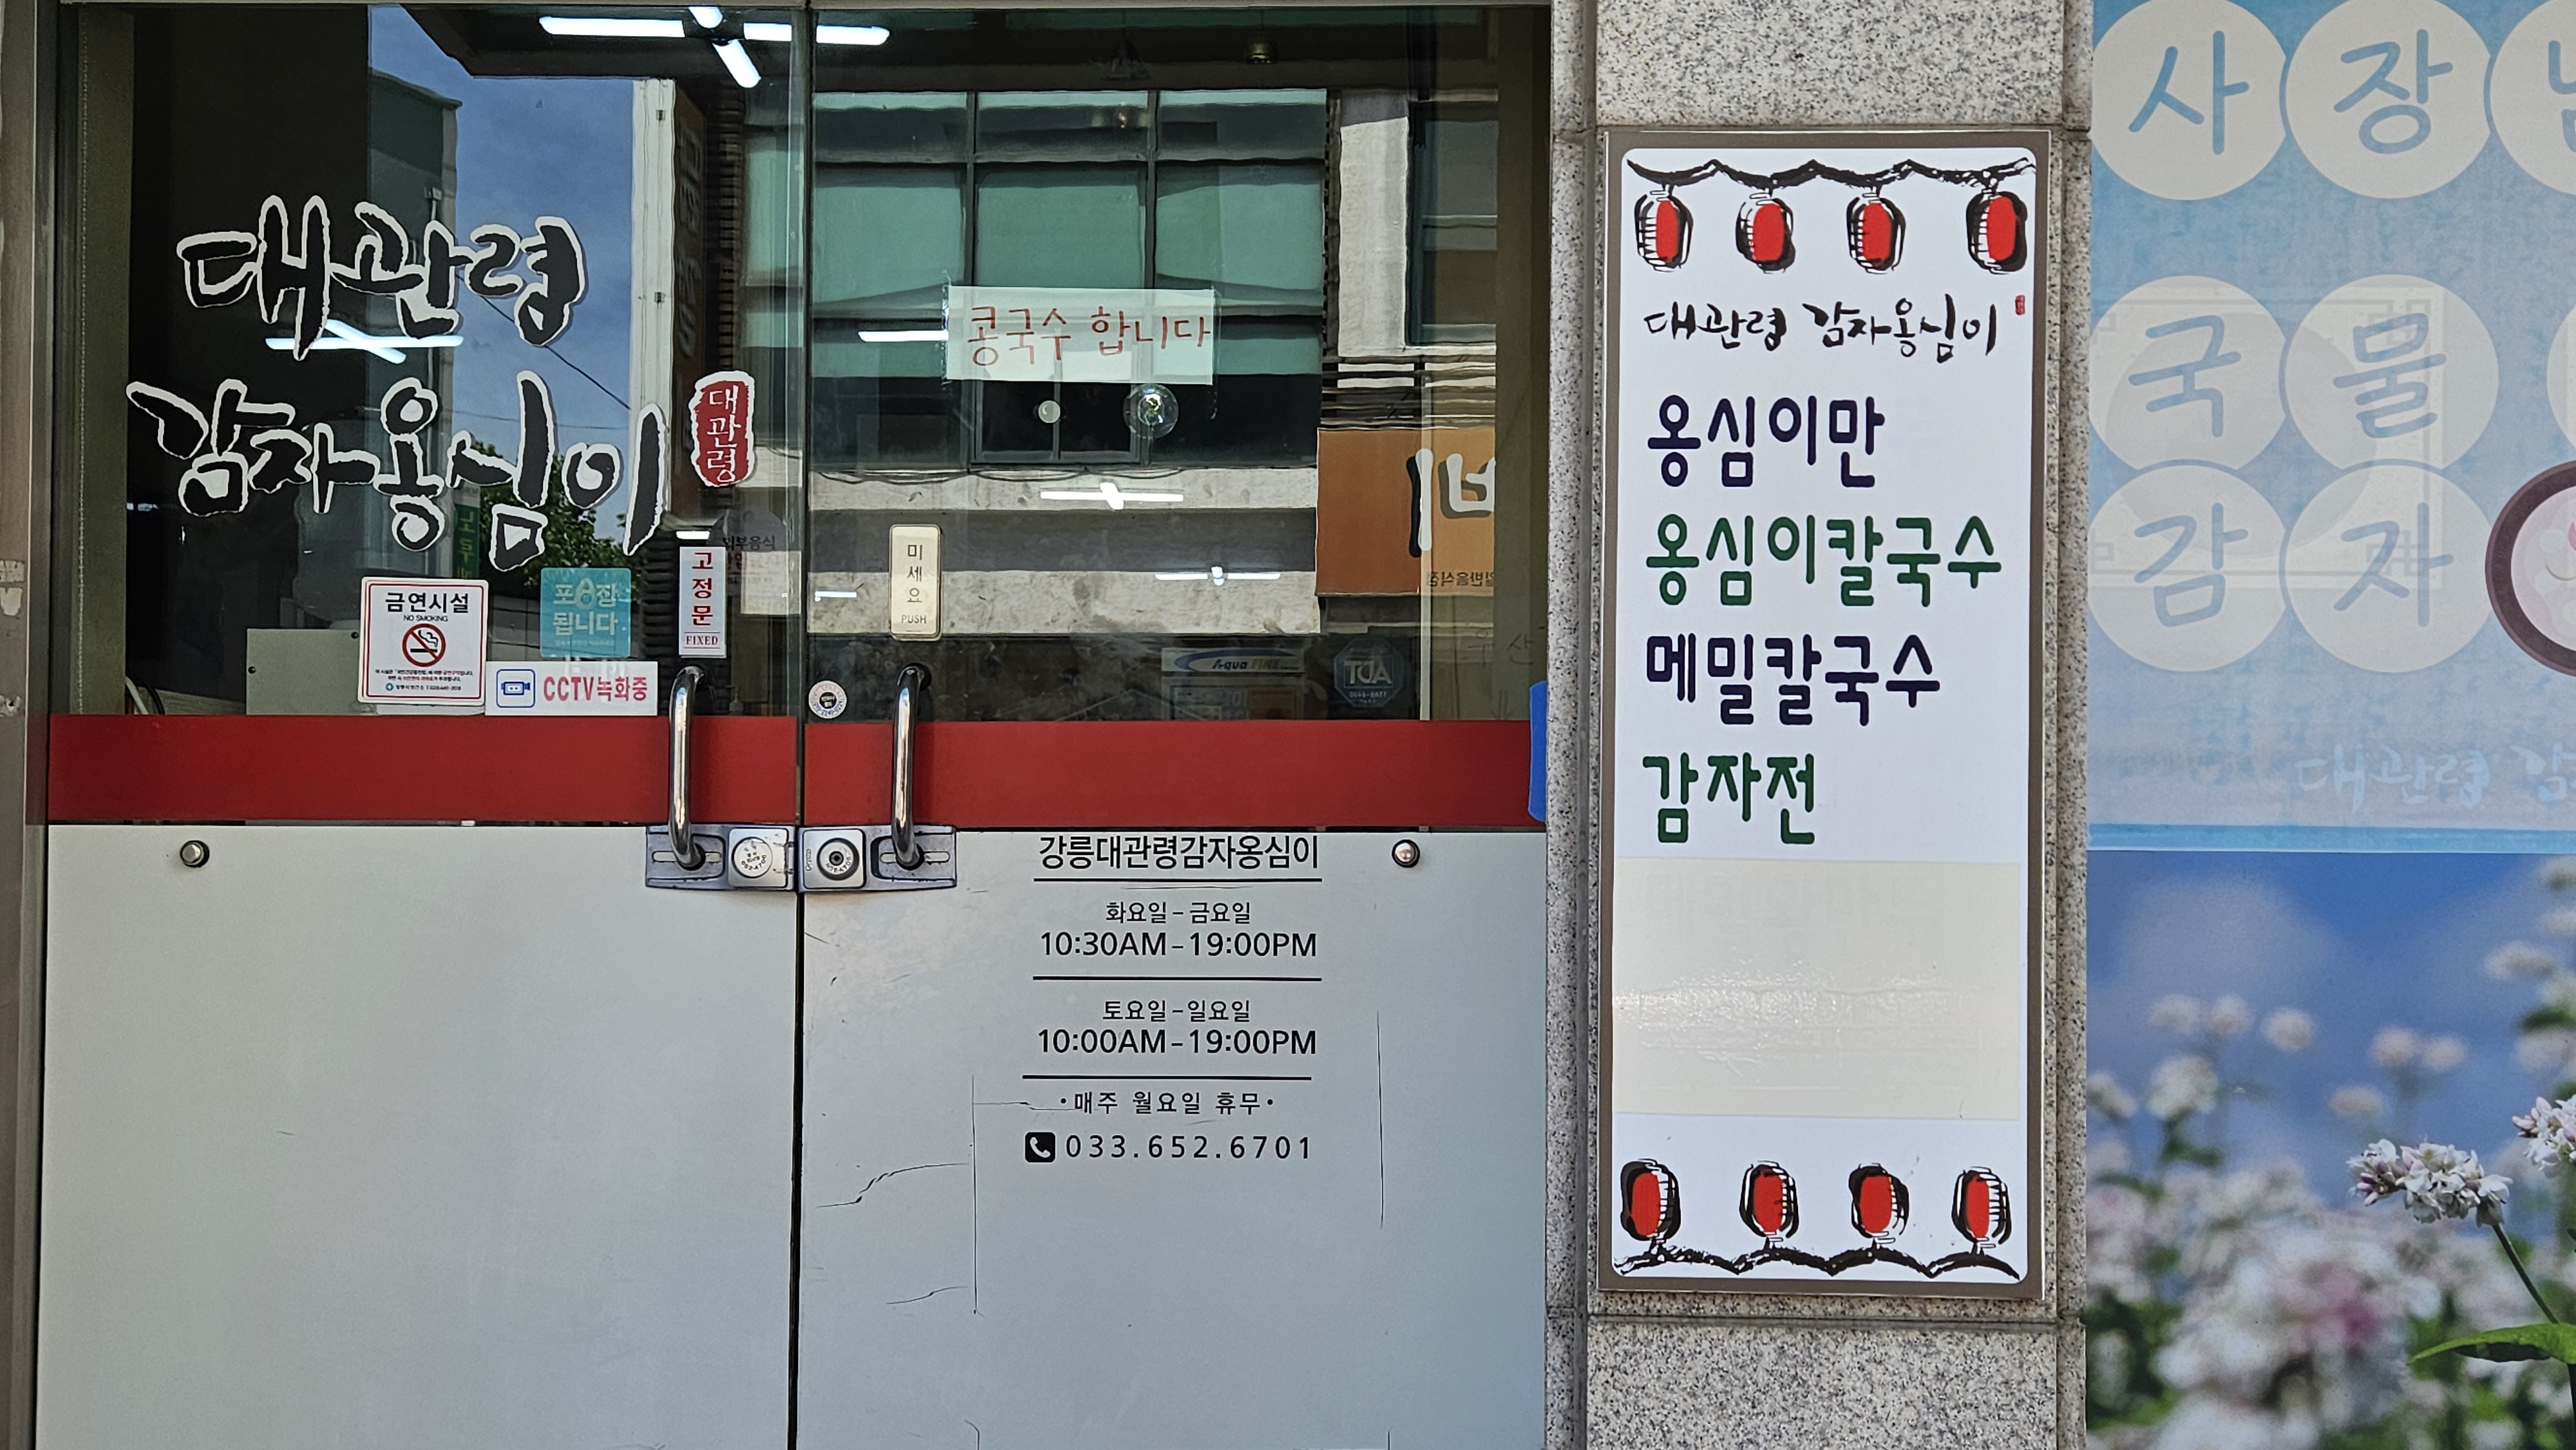 대관령
감자옹심이
대관령
콩국수 합니다
금연시설
NO SMOKING
포장
됩니다
CCTV녹화중
고정문
FIXED
미세요
PUSH
Aqua
ADT
강릉대관령감자옹심이
화요일-금요일
10:30AM-19:00PM
토요일-일요일
10:00AM-19:00PM
·매주 월요일 휴무·
033.652.6701
대관령 감자옹심이
옹심이만
옹심이칼국수
메밀칼국수
감자전
사장
국물
감자
대관령